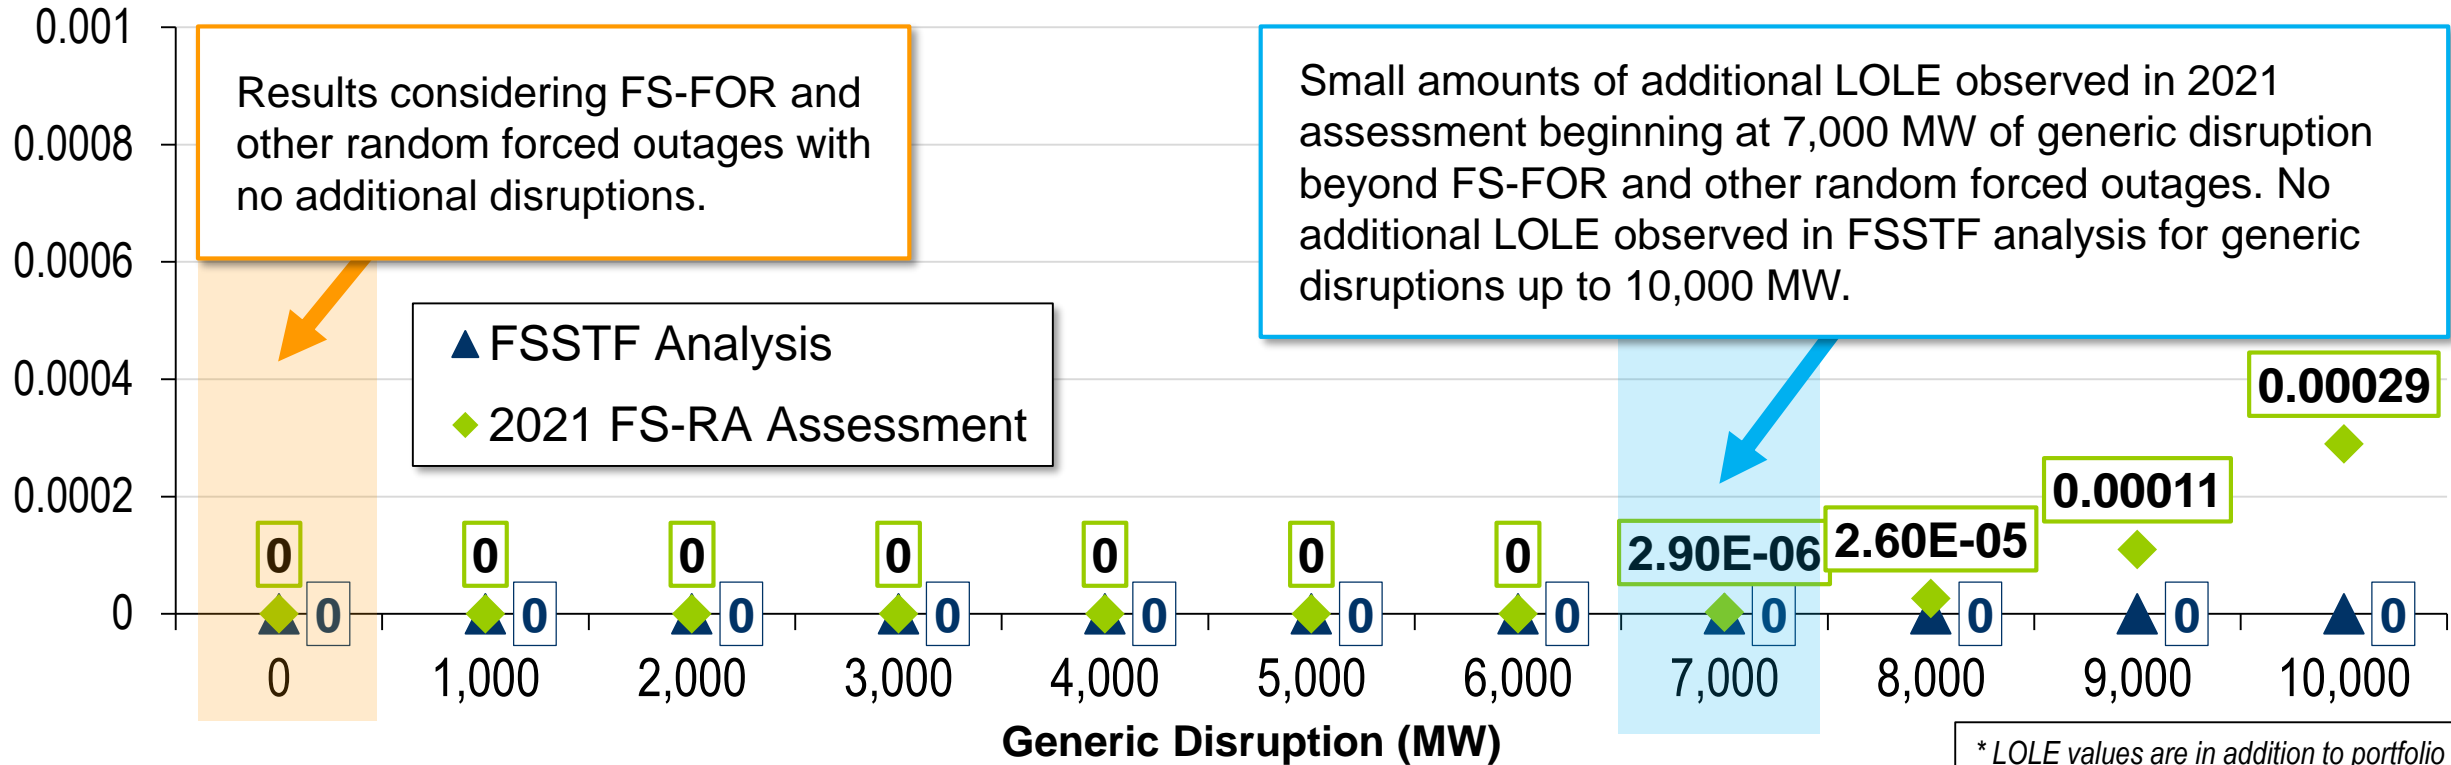 0.001
0.0008
0.0006
0.0004
0.0002
0
Results considering FS-FOR and
other random forced outages with
no additional disruptions.
Small amounts of additional LOLE observed in 2021
assessment beginning at 7,000 MW of generic disruption
beyond FS-FOR and other random forced outages. No
additional LOLE observed in FSSTF analysis for generic
disruptions up to 10,000 MW.
FSSTF Analysis
2021 FS-RA Assessment
0 0 0 0 0 0 0 2.90E-06 2.60E-05 0.00011 0.00029
0 0 0 0 0 0 0 0 0 0 0
0 1,000 2,000 3,000 4,000 5,000 6,000 7,000 8,000 9,000 10,000
Generic Disruption (MW)
* LOLE values are in addition to portfolio